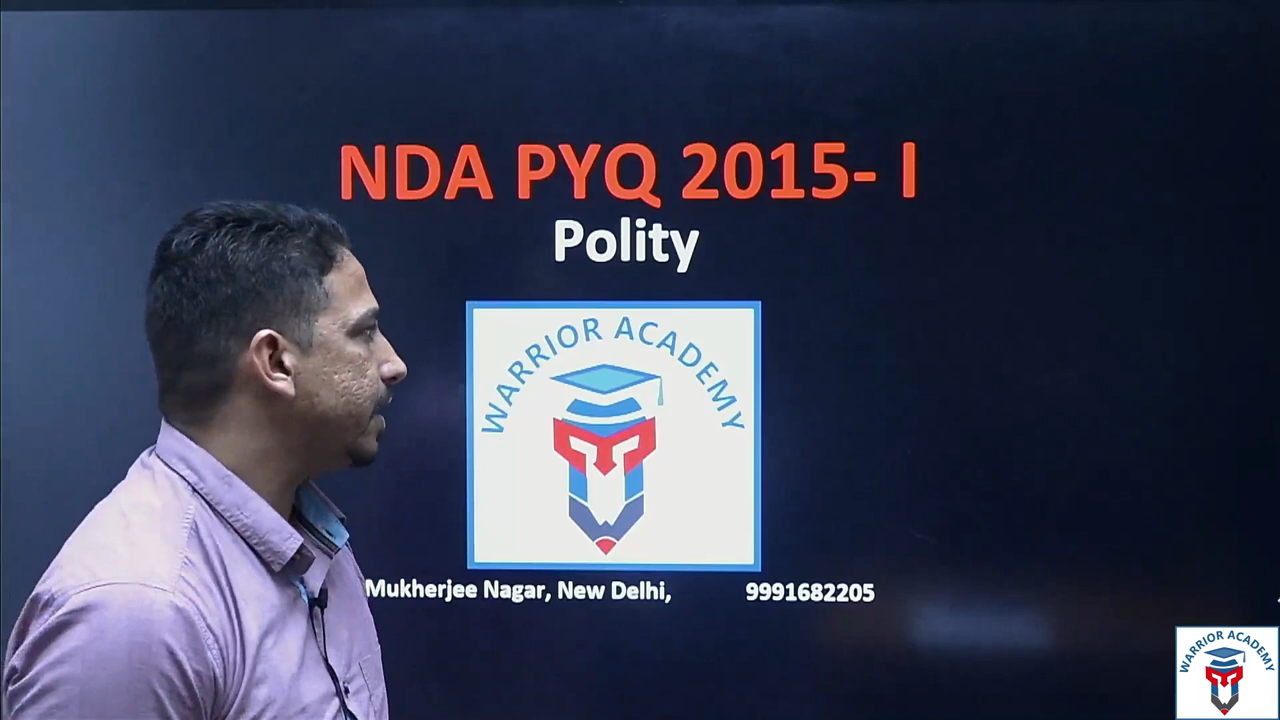 NDA PYQ 2015- I
Polity
WARRIOR ACADEMY
Mukherjee Nagar, New Delhi, 9991682205
WARRIOR ACADEMY